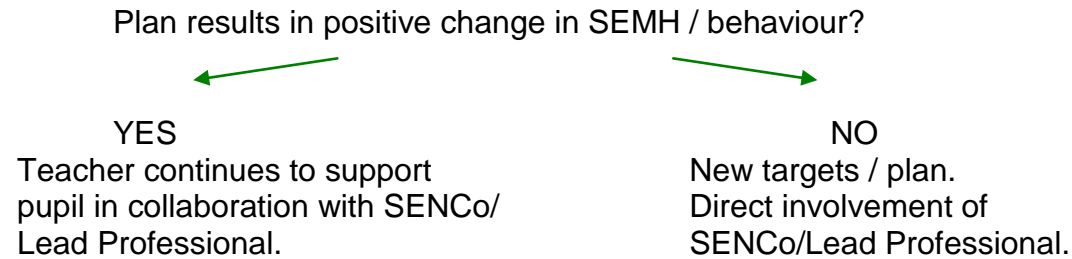 Plan results in positive change in SEMH / behaviour?
YES
Teacher continues to support
pupil in collaboration with SENCo/
Lead Professional.
NO
New targets / plan.
Direct involvement of
SENCo/Lead Professional.